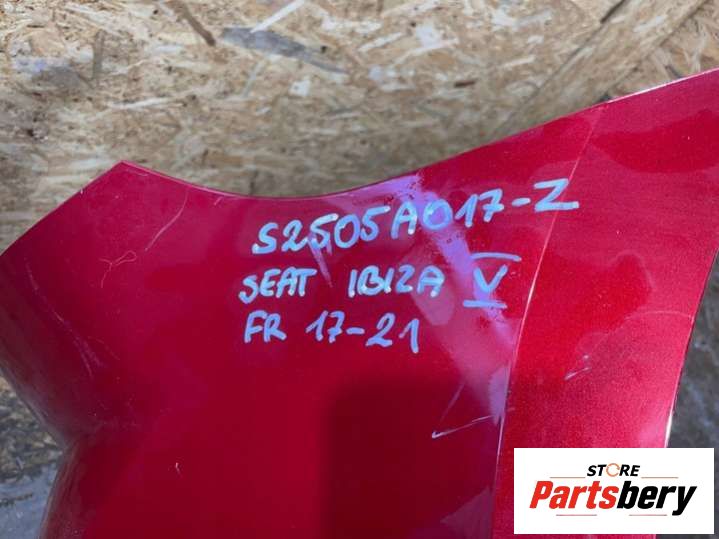 S2505A017-Z
SEAT IBIZA V
FR 17-21
STORE
Partsbery